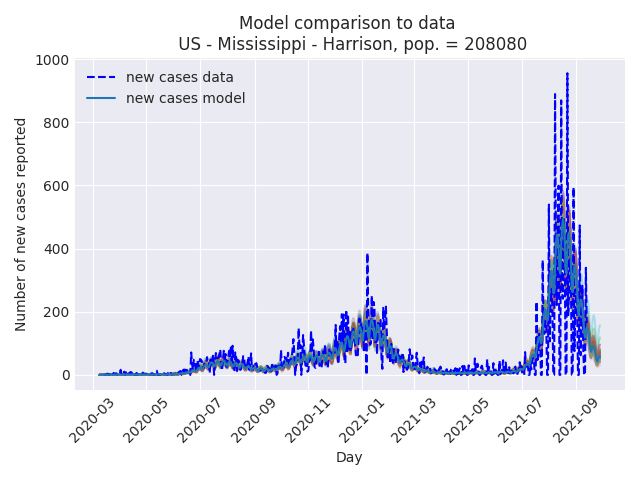 Model comparison to data
US - Mississippi - Harrison, pop. = 208080
new cases data
new cases model
Number of new cases reported
1000
800
600
400
200
0
2020-03
2020-05
2020-07
2020-09
2020-11
2021-01
2021-03
2021-05
2021-07
2021-09
Day